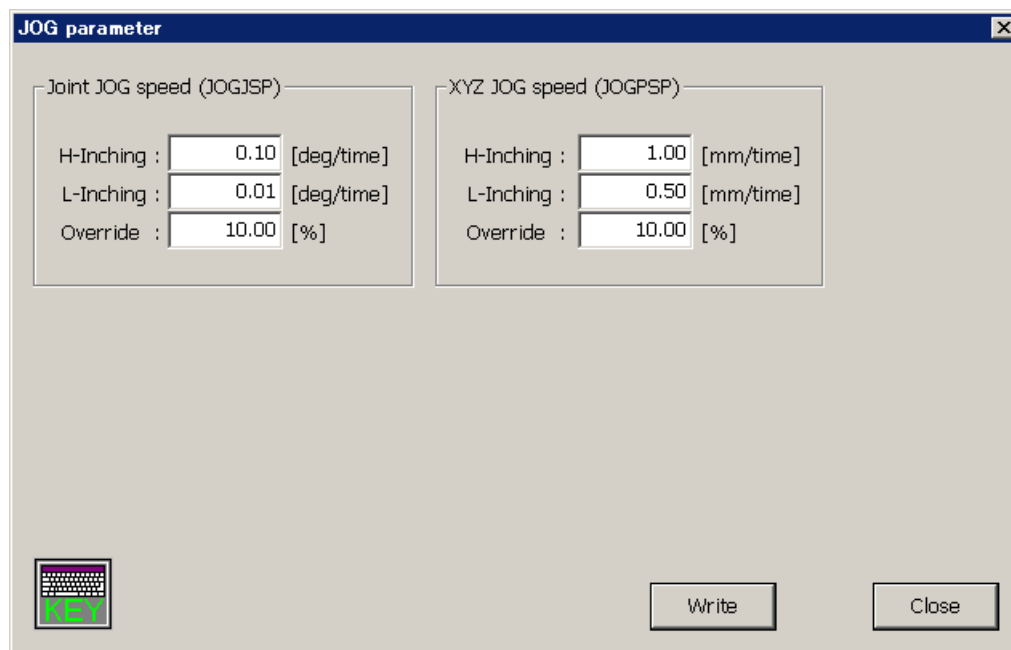 JOG parameter
Joint JOG speed (JOGJSP)
H-Inching : 0.10 [deg/time]
L-Inching : 0.01 [deg/time]
Override : 10.00 [%]
XYZ JOG speed (JOGPSP)
H-Inching : 1.00 [mm/time]
L-Inching : 0.50 [mm/time]
Override : 10.00 [%]
KEY
Write
Close